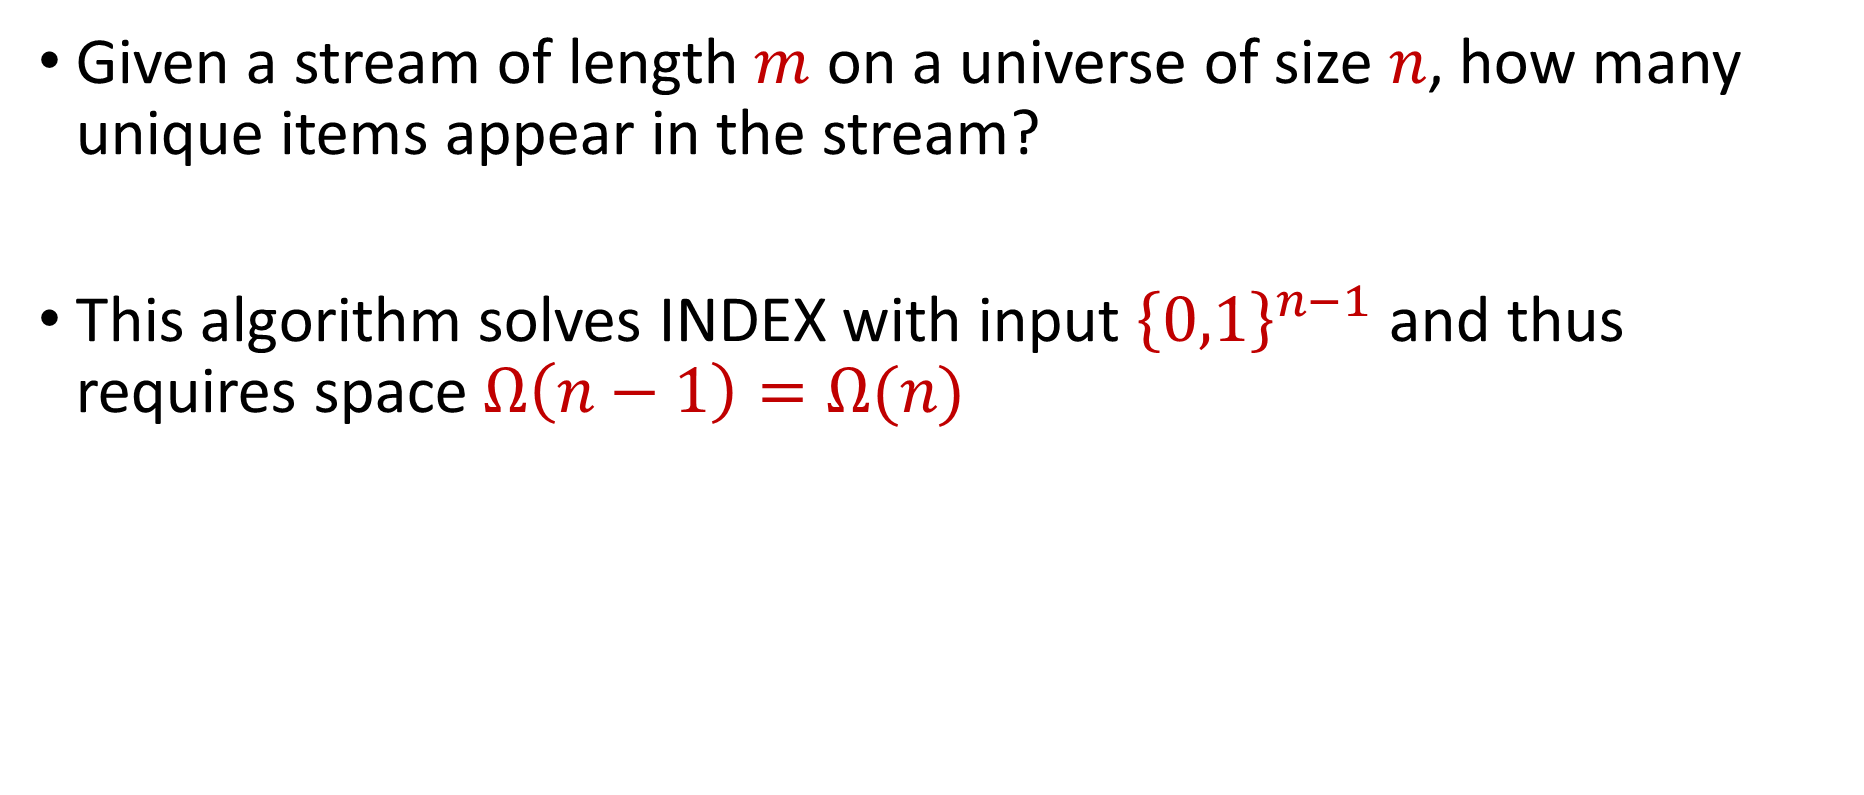 • Given a stream of length m on a universe of size n, how many
unique items appear in the stream?
• This algorithm solves INDEX with input {0,1}ⁿ⁻¹ and thus
requires space Ω(n − 1) = Ω(n)